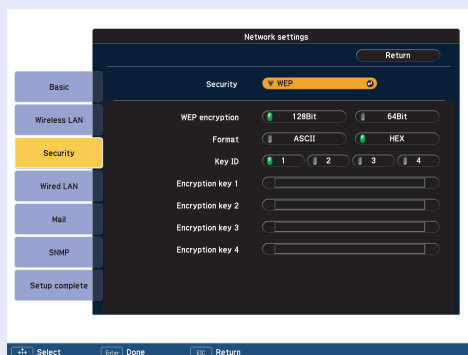 Network settings
Return
Basic
Wireless LAN
Security
Wired LAN
Mail
SNMP
Setup complete
Security WEP
WEP encryption 128Bit 64Bit
Format ASCII HEX
Key ID 1 2 3 4
Encryption key 1
Encryption key 2
Encryption key 3
Encryption key 4
Select Enter Done ESC Return